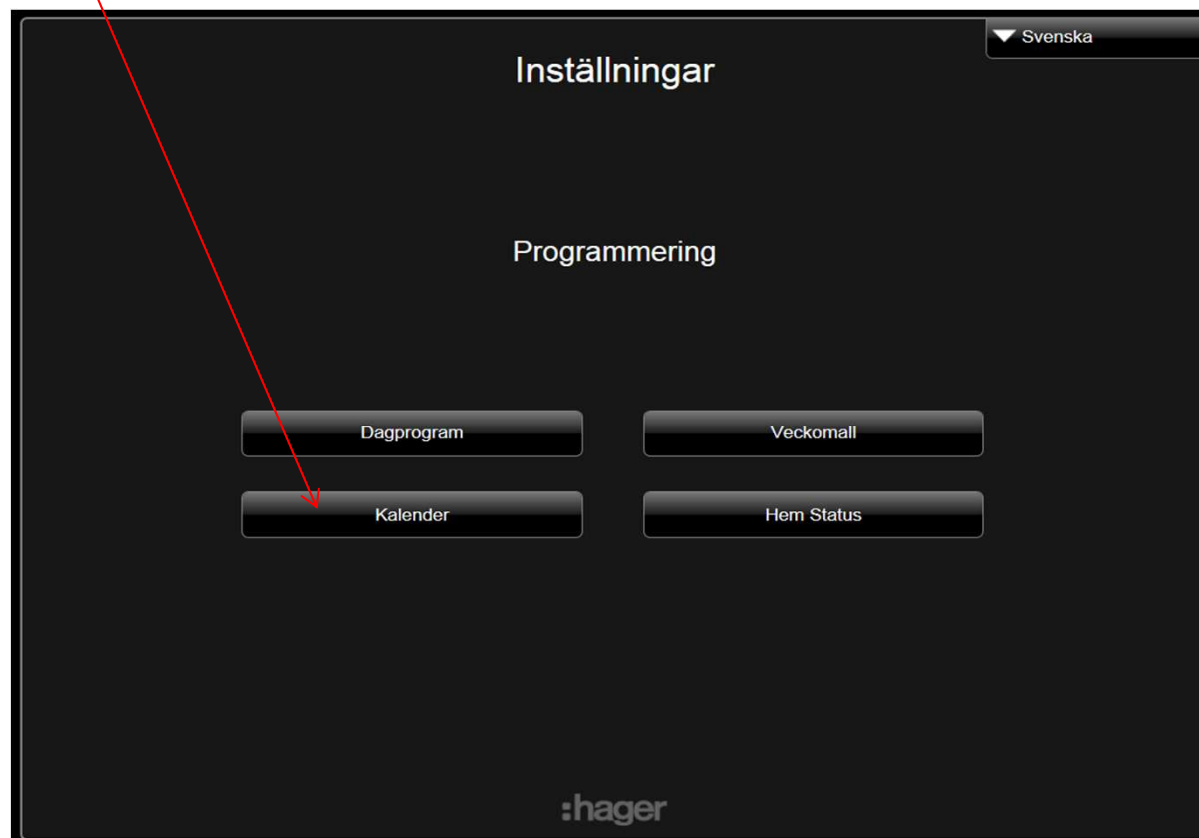 Svenska
Inställningar
Programmering
Dagprogram
Veckomall
Kalender
Hem Status
:hager